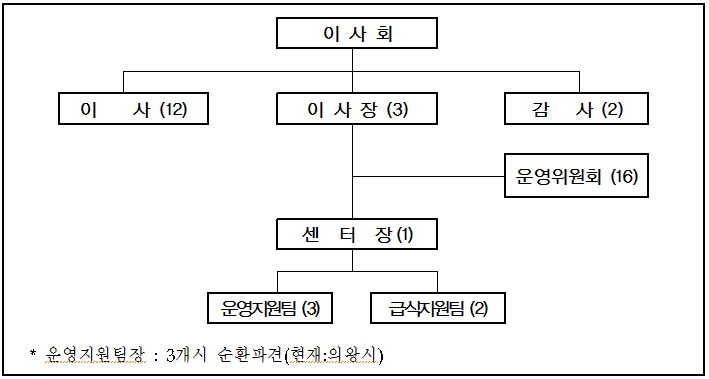 이 사 회
이 사 (12)
이 사 장 (3)
감 사 (2)
운영위원회 (16)
센 터 장 (1)
운영지원팀 (3)
급식지원팀 (2)
* 운영지원팀장 : 3개시 순환파견(현재:의왕시)